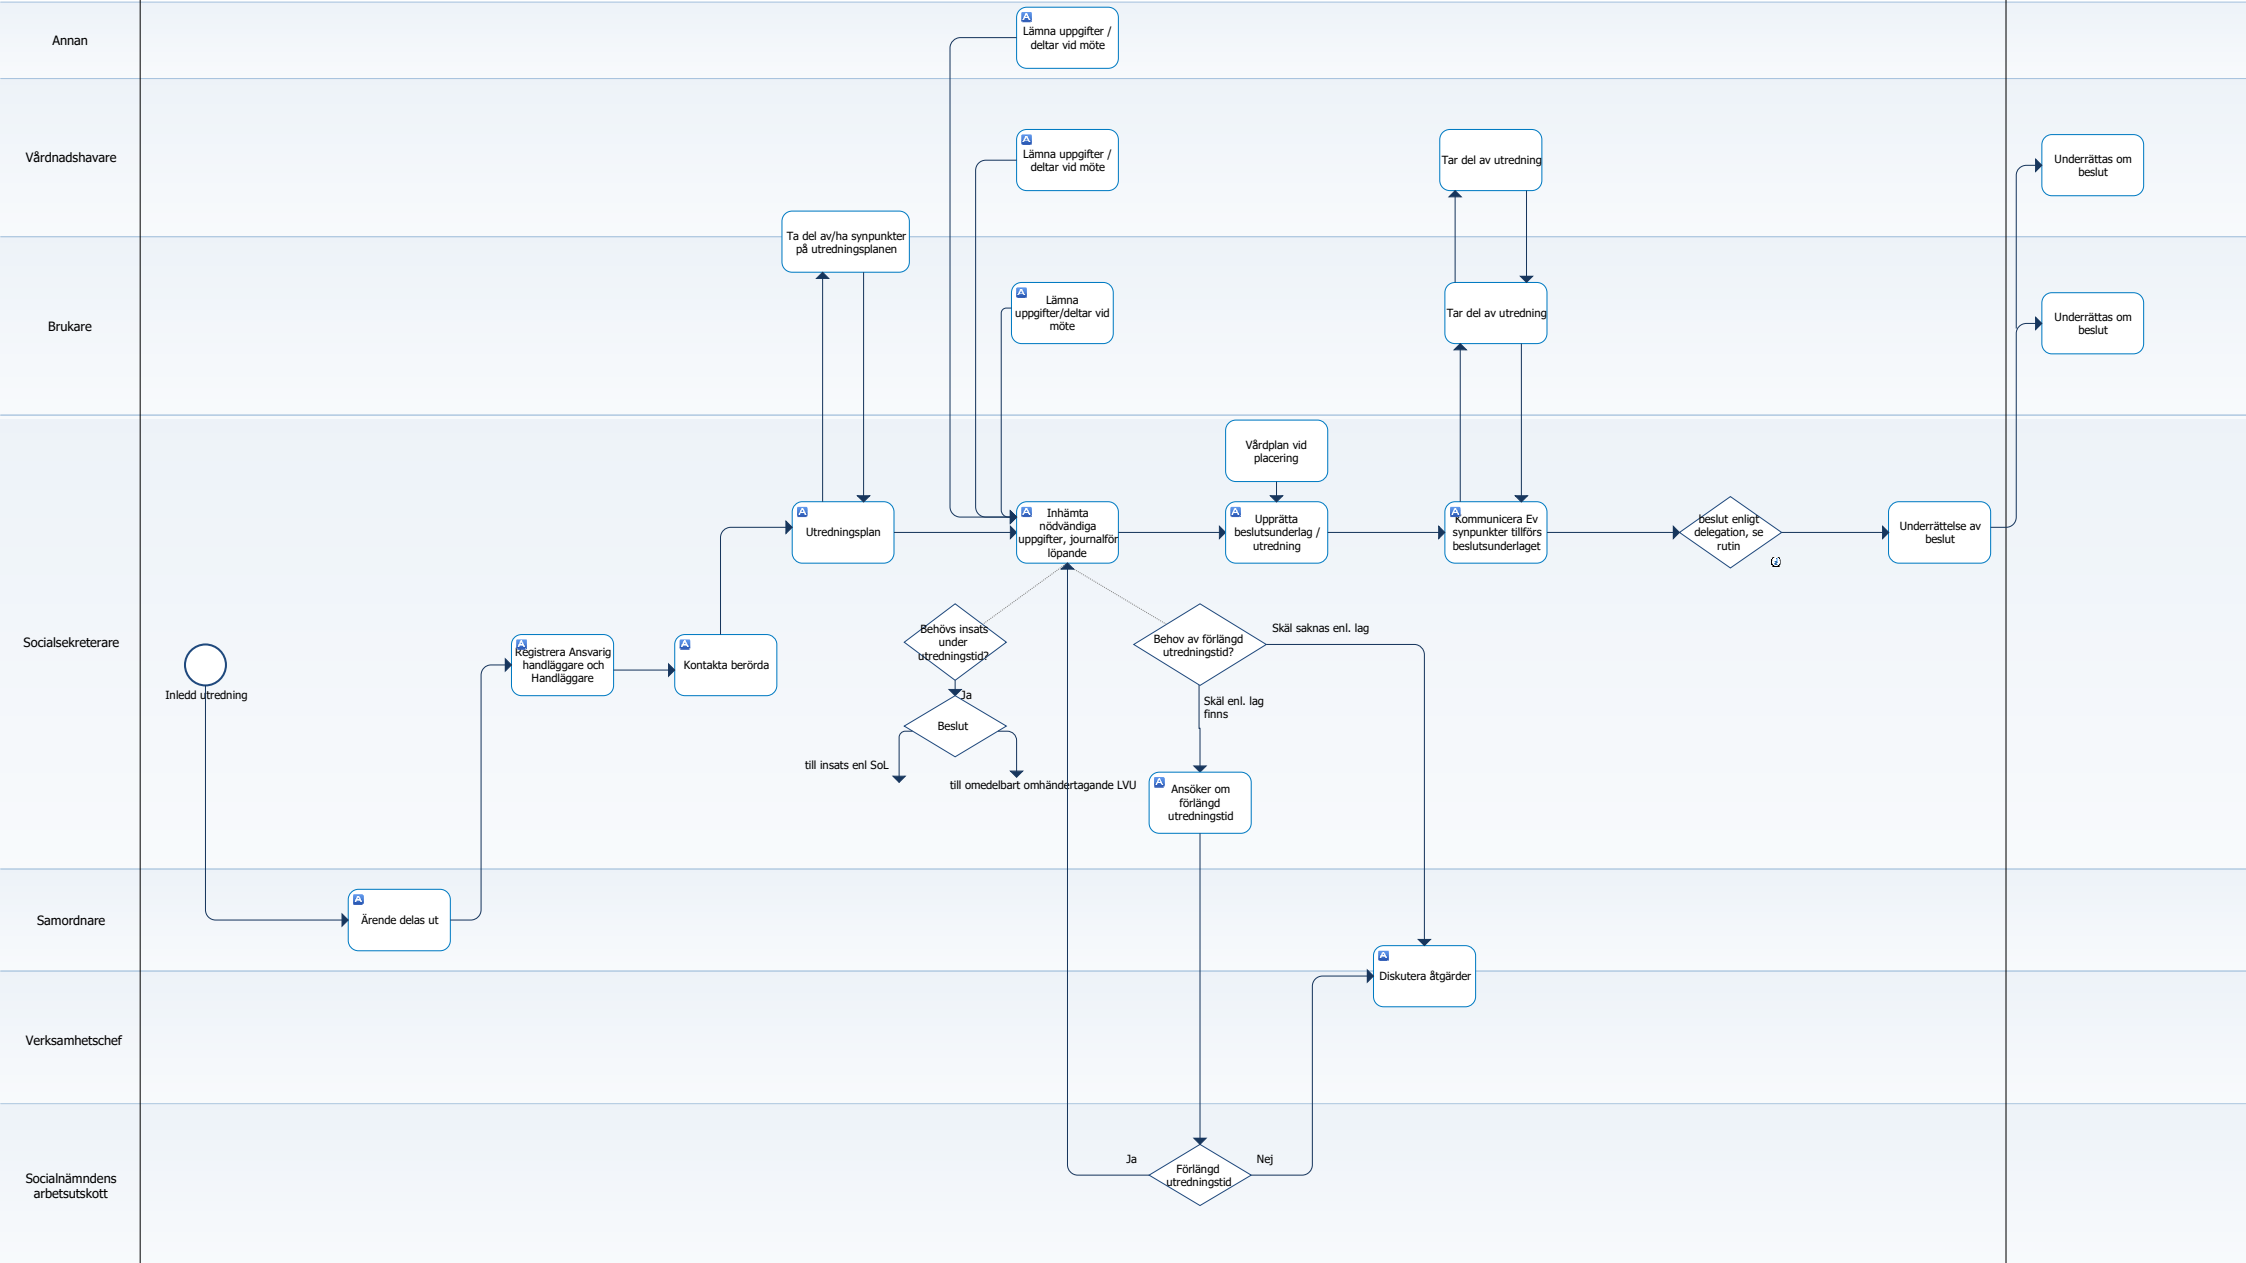 Annan
Lämna uppgifter /
deltar vid möte
Vårdnadshavare
Lämna uppgifter /
deltar vid möte
Tar del av utredning
Underrättas om
beslut
Ta del av/ha synpunkter
på utredningsplanen
Brukare
Lämna
uppgifter/deltar vid
möte
Tar del av utredning
Underrättas om
beslut
Socialsekreterare
Vårdplan vid
placering
Utredningsplan
Inhämta
nödvändiga
uppgifter, journalför
löpande
Upprätta
beslutsunderlag /
utredning
Kommunicera Ev
synpunkter tillförs
beslutsunderlaget
beslut enligt
delegation, se
rutin
Underrättelse av
beslut
Inledd utredning
Registrera Ansvarig
handläggare och
Handläggare
Kontakta berörda
Behövs insats
under
utredningstid?
Ja
Beslut
till insats enl SoL
till omedelbart omhändertagande LVU
Behov av förlängd
utredningstid?
Skäl saknas enl. lag
Skäl enl. lag
finns
Ansöker om
förlängd
utredningstid
Samordnare
Ärende delas ut
Diskutera åtgärder
Verksamhetschef
Socialnämndens
arbetsutskott
Ja
Förlängd
utredningstid
Nej